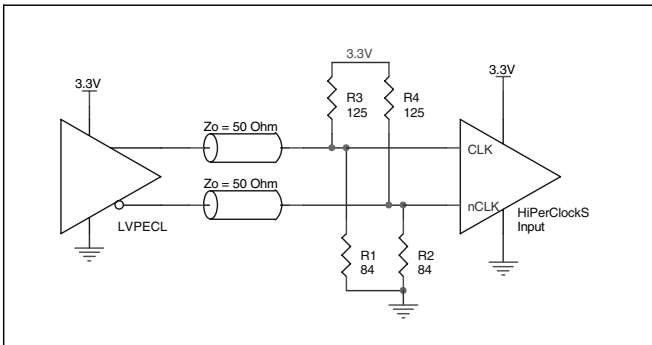 3.3V
3.3V
3.3V
R3
125
R4
125
Zo = 50 Ohm
CLK
Zo = 50 Ohm
nCLK
HiPerClockS
Input
LVPECL
R1
84
R2
84